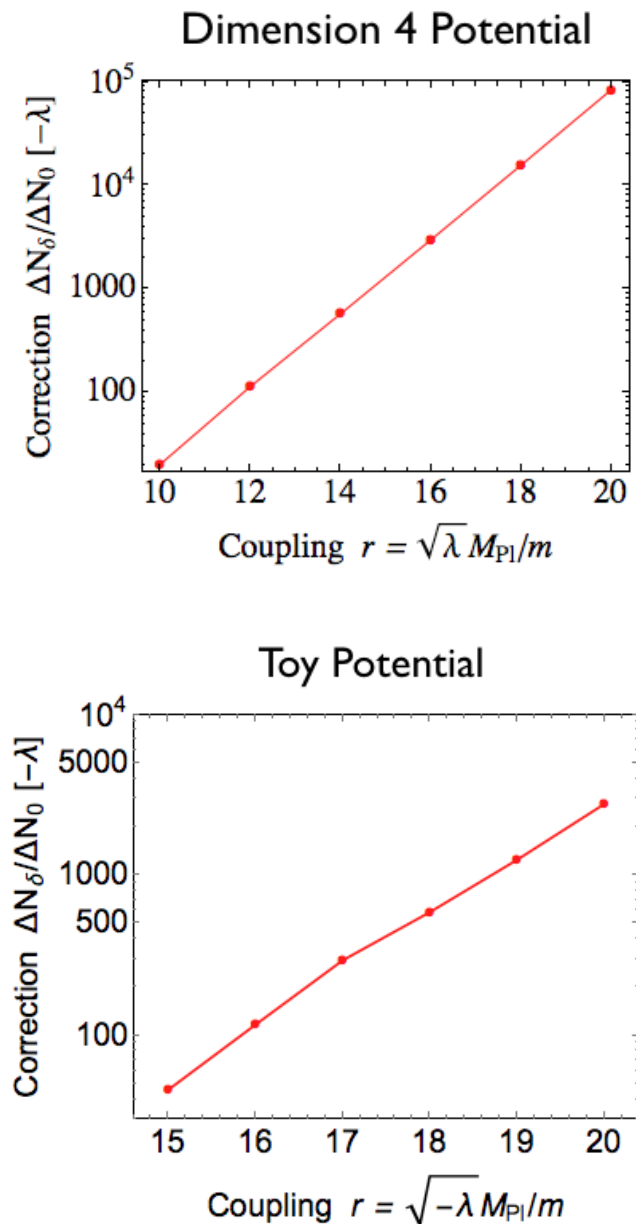 Dimension 4 Potential
Correction ΔN_δ/ΔN_0 [−λ]
10^5
10^4
1000
100
10 12 14 16 18 20
Coupling r = √λ M_Pl/m
Toy Potential
Correction ΔN_δ/ΔN_0 [−λ]
10^4
5000
1000
500
100
15 16 17 18 19 20
Coupling r = √−λ M_Pl/m